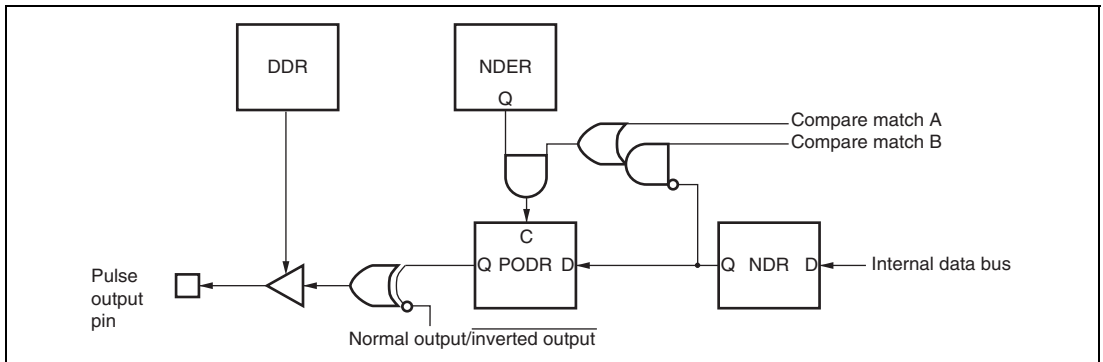 DDR
NDER
Q
Compare match A
Compare match B
C
Q PODR D
Q NDR D
Internal data bus
Pulse
output
pin
Normal output/inverted output